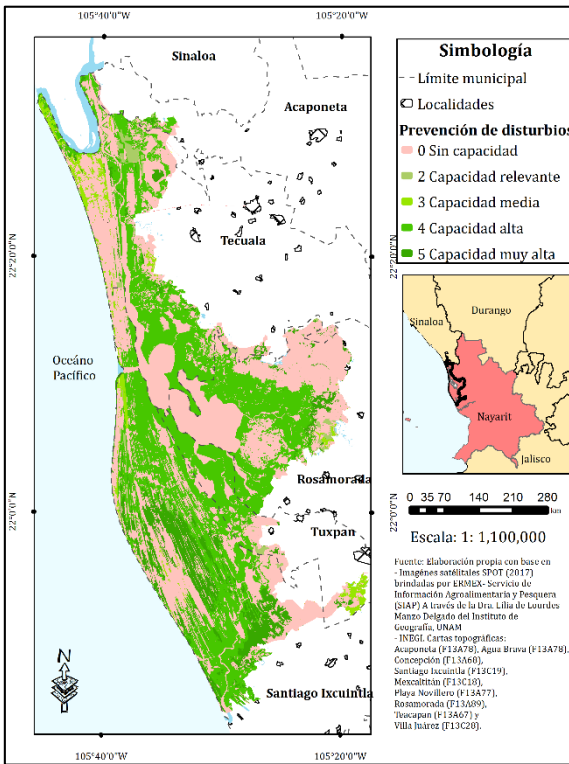 105°40'0"W
105°20'0"W
Sinaloa
Acaponeta
Tecuala
22°20'0"N
22°20'0"N
Océano
Pacífico
Rosamorada
22°0'0"N
22°0'0"N
Tuxpan
Santiago Ixcuintla
N
105°40'0"W
105°20'0"W
Simbología
Límite municipal
Localidades
Prevención de disturbios
0 Sin capacidad
2 Capacidad relevante
3 Capacidad media
4 Capacidad alta
5 Capacidad muy alta
Durango
Sinaloa
Nayarit
Jalisco
0 35 70 140 210 280
km
Escala: 1: 1,100,000
Fuente: Elaboración propia con base en
- Imagénes satélitales SPOT (2017)
brindadas por ERMEX- Servicio de
Información Agroalimentaria y Pesquera
(SIAP) A través de la Dra. Lilia de Lourdes
Manzo Delgado del Instituto de
Geografía, UNAM
- INEGI. Cartas topográficas:
Acaponeta (F13A78), Agua Brava (F13A78),
Concepción (F13A68),
Santiago Ixcuintla (F13C19),
Mexcaltitán (F13C18),
Playa Novillero (F13A77),
Rosamorada (F13A89),
Teacapan (F13A67) y
Villa Juárez (F13C28).